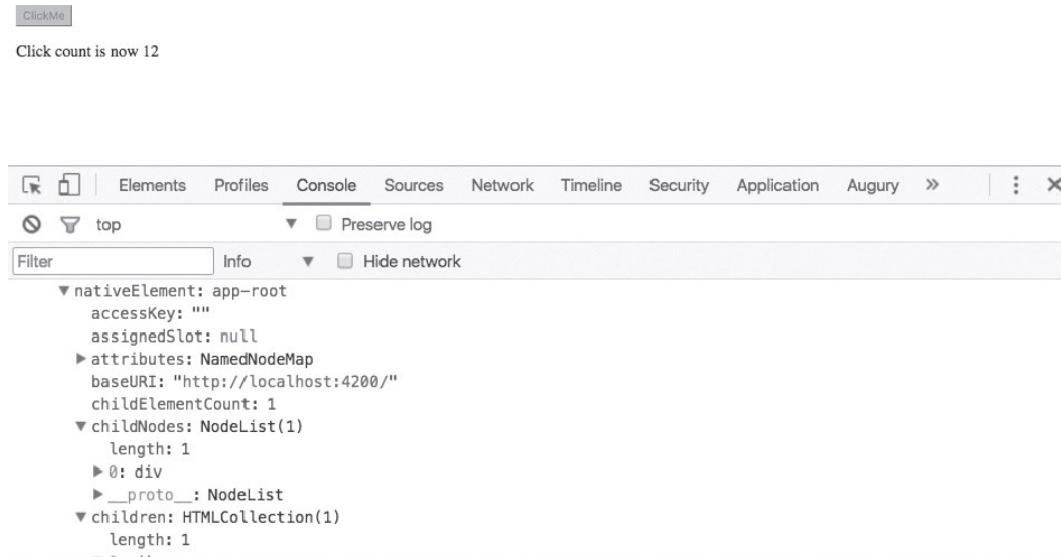 ClickMe
Click count is now 12
Elements Profiles Console Sources Network Timeline Security Application Augury »
top Preserve log
Filter Info Hide network
nativeElement: app-root
accessKey: ""
assignedSlot: null
attributes: NamedNodeMap
baseURI: "http://localhost:4200/"
childElementCount: 1
childNodes: NodeList(1)
length: 1
0: div
__proto__: NodeList
children: HTMLCollection(1)
length: 1